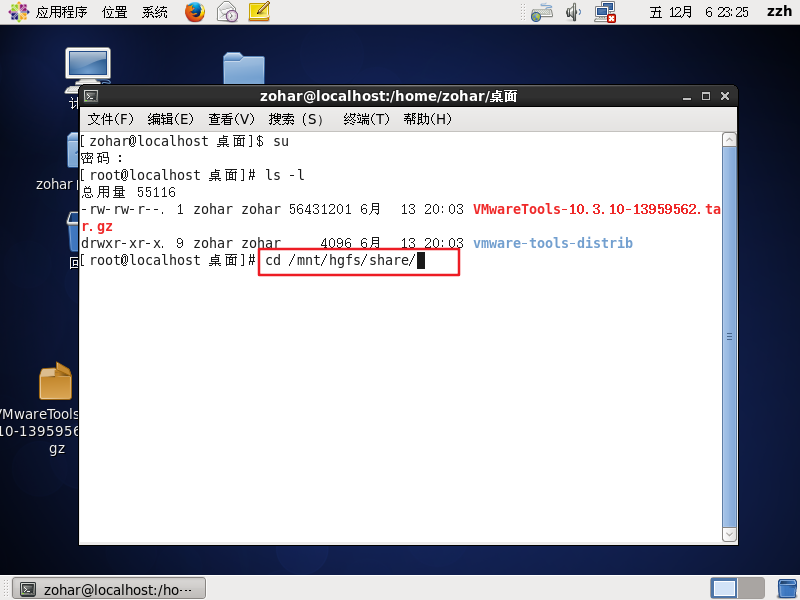 应用程序 位置 系统 五 12月 6 23:25 zzh
zohar@localhost:/home/zohar/桌面
文件(F) 编辑(E) 查看(V) 搜索 (S) 终端(T) 帮助(H)
[zohar@localhost 桌面]$ su
密码：
[root@localhost 桌面]# ls -l
总用量 55116
-rw-rw-r--. 1 zohar zohar 56431201 6月 13 20:03 VMwareTools-10.3.10-13959562.ta
r.gz
drwxr-xr-x. 9 zohar zohar 4096 6月 13 20:03 vmware-tools-distrib
[root@localhost 桌面]# cd /mnt/hgfs/share/
zohar
VMwareTools
10-1395956
gz
zohar@localhost:/ho···